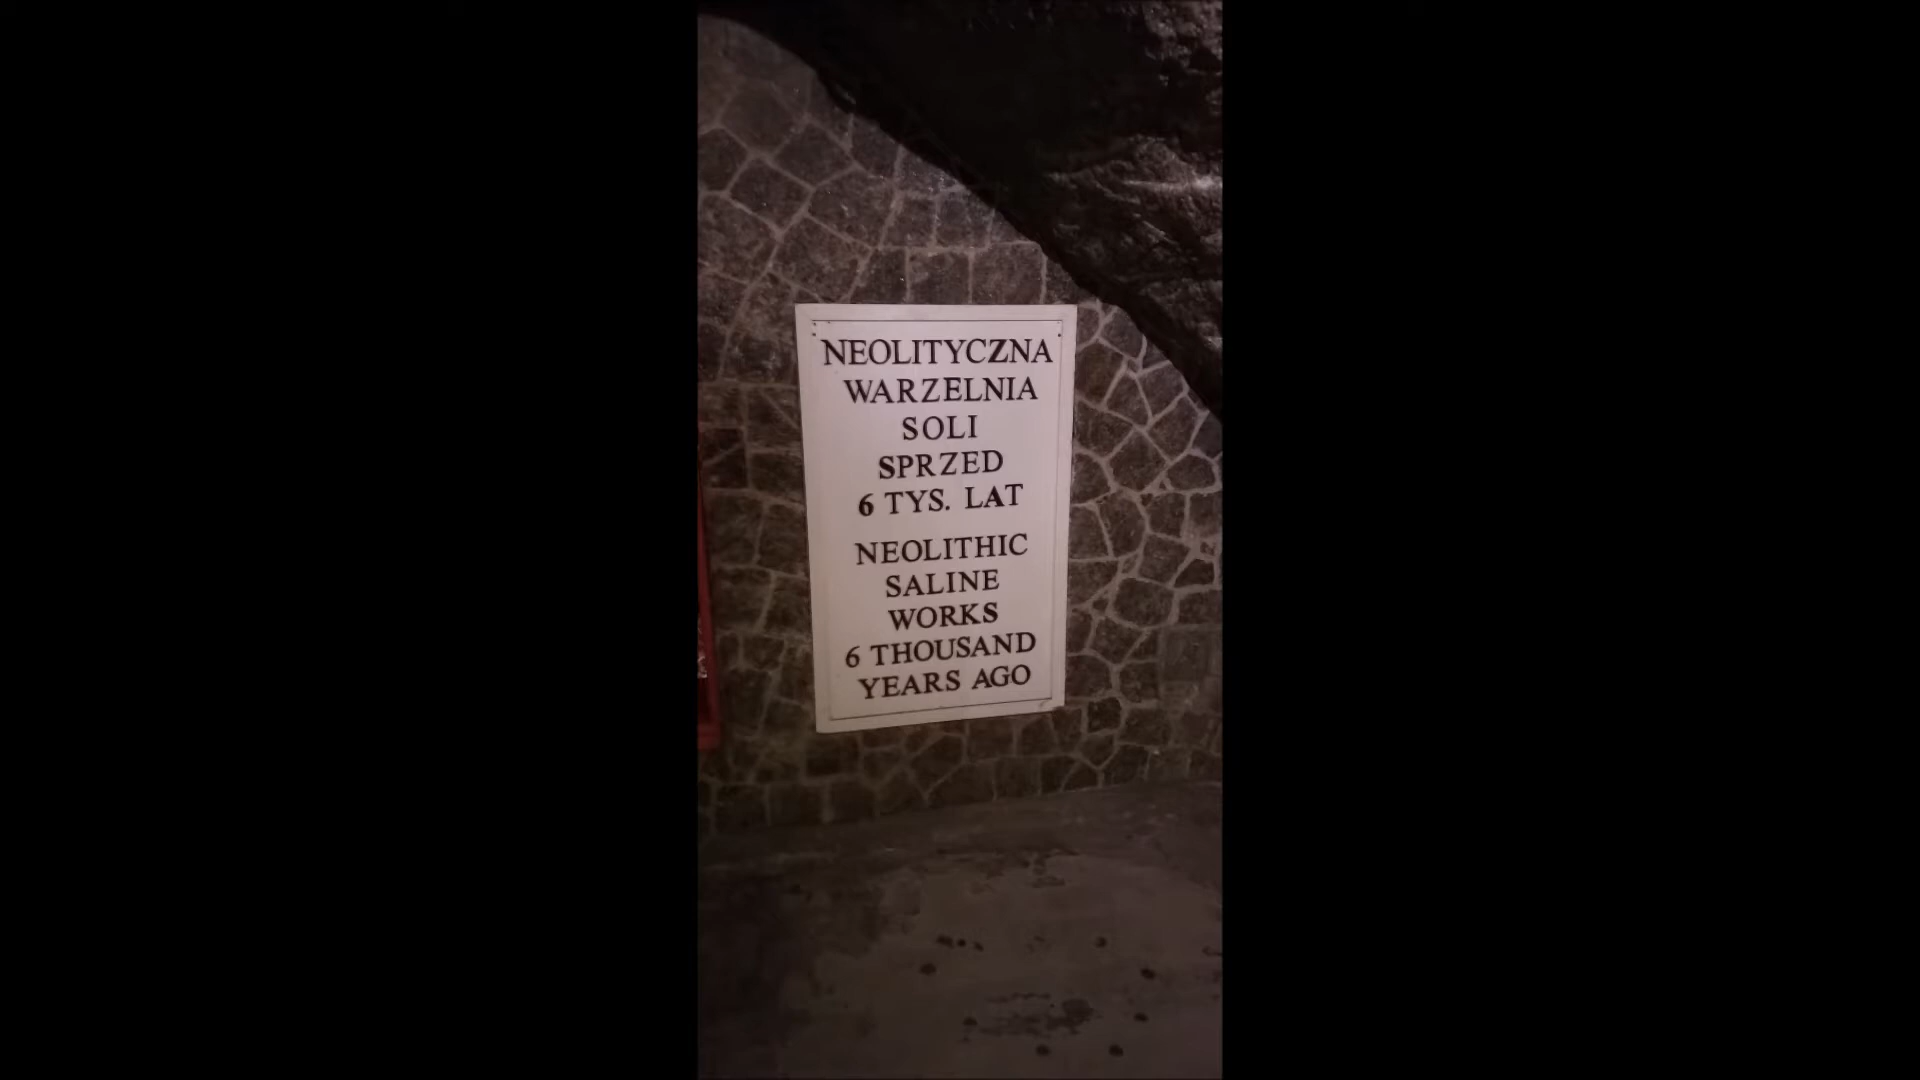 NEOLITYCZNA
WARZELNIA
SOLI
SPRZED
6 TYS. LAT
NEOLITHIC
SALINE
WORKS
6 THOUSAND
YEARS AGO